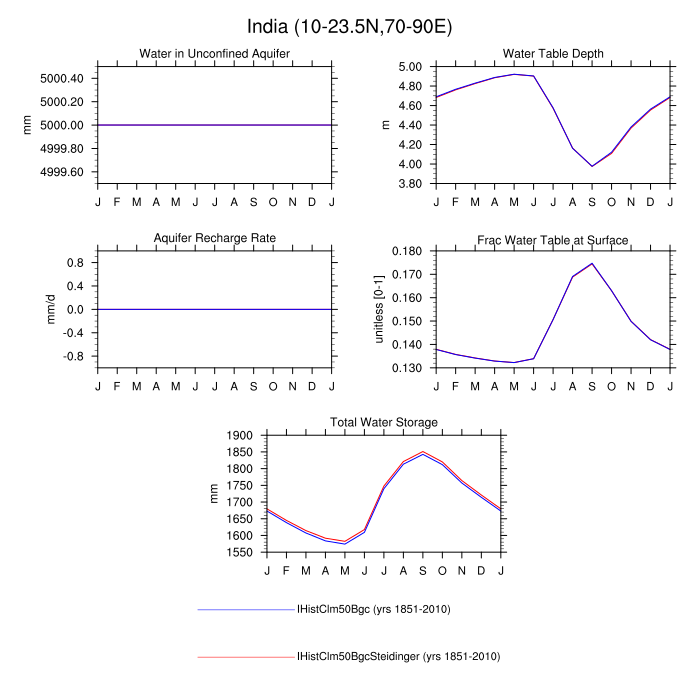 India (10-23.5N,70-90E)
Water in Unconfined Aquifer
5000.40
5000.20
5000.00
4999.80
4999.60
mm
J F M A M J J A S O N D J
Water Table Depth
5.00
4.80
4.60
4.40
4.20
4.00
3.80
m
J F M A M J J A S O N D J
Aquifer Recharge Rate
0.8
0.4
0.0
-0.4
-0.8
mm/d
J F M A M J J A S O N D J
Frac Water Table at Surface
0.180
0.170
0.160
0.150
0.140
0.130
unitless [0-1]
J F M A M J J A S O N D J
Total Water Storage
1900
1850
1800
1750
1700
1650
1600
1550
mm
J F M A M J J A S O N D J
IHistClm50Bgc (yrs 1851-2010)
IHistClm50BgcSteidinger (yrs 1851-2010)